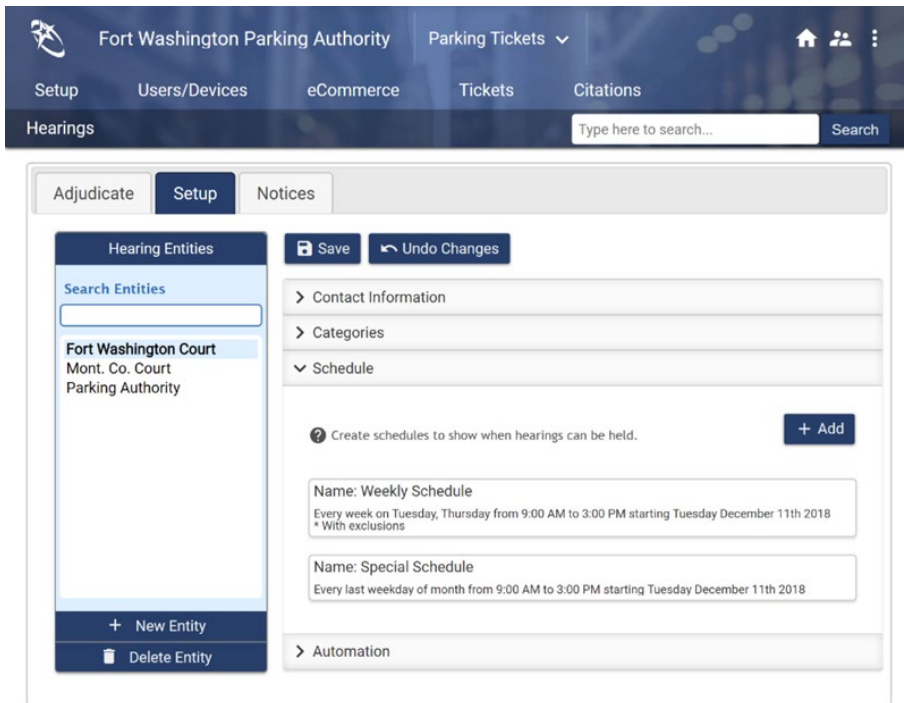 Fort Washington Parking Authority
Parking Tickets
Setup
Users/Devices
eCommerce
Tickets
Citations
Hearings
Type here to search...
Search
Adjudicate
Setup
Notices
Hearing Entities
Search Entities
Fort Washington Court
Mont. Co. Court
Parking Authority
+ New Entity
Delete Entity
Save
Undo Changes
Contact Information
Categories
Schedule
Create schedules to show when hearings can be held.
+ Add
Name: Weekly Schedule
Every week on Tuesday, Thursday from 9:00 AM to 3:00 PM starting Tuesday December 11th 2018
* With exclusions
Name: Special Schedule
Every last weekday of month from 9:00 AM to 3:00 PM starting Tuesday December 11th 2018
Automation